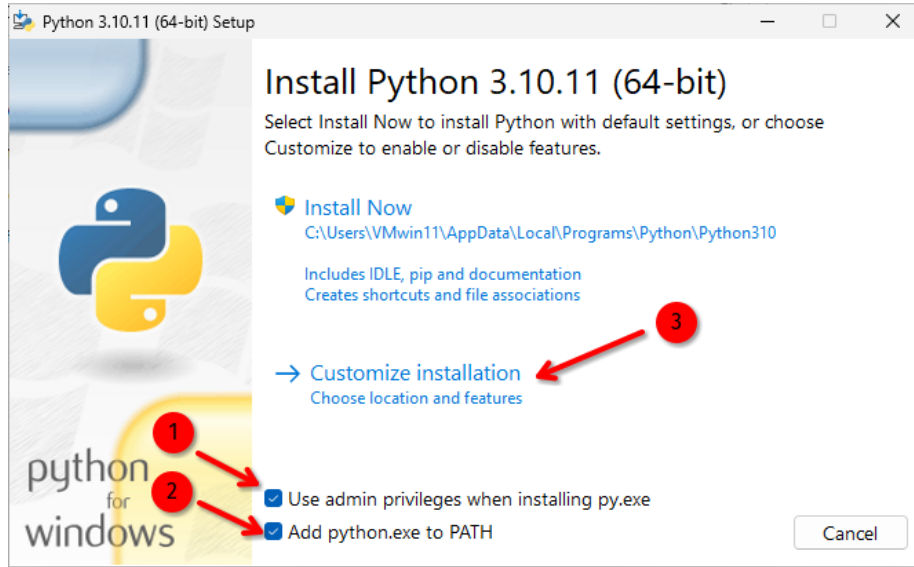 Python 3.10.11 (64-bit) Setup
Install Python 3.10.11 (64-bit)
Select Install Now to install Python with default settings, or choose
Customize to enable or disable features.
Install Now
C:\Users\VMwin11\AppData\Local\Programs\Python\Python310
Includes IDLE, pip and documentation
Creates shortcuts and file associations
3
Customize installation
Choose location and features
1
python
for
windows
2
Use admin privileges when installing py.exe
Add python.exe to PATH
Cancel